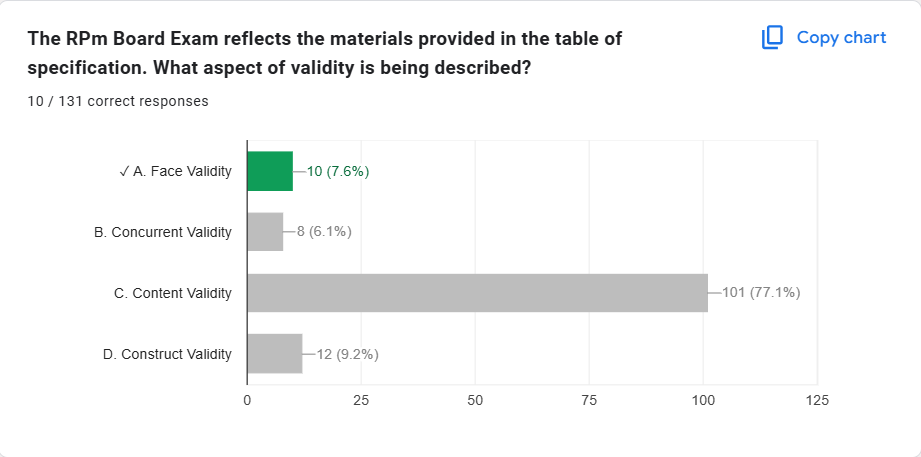 The RPm Board Exam reflects the materials provided in the table of
specification. What aspect of validity is being described?
Copy chart
10 / 131 correct responses
✓ A. Face Validity
10 (7.6%)
B. Concurrent Validity
8 (6.1%)
C. Content Validity
101 (77.1%)
D. Construct Validity
12 (9.2%)
0 25 50 75 100 125